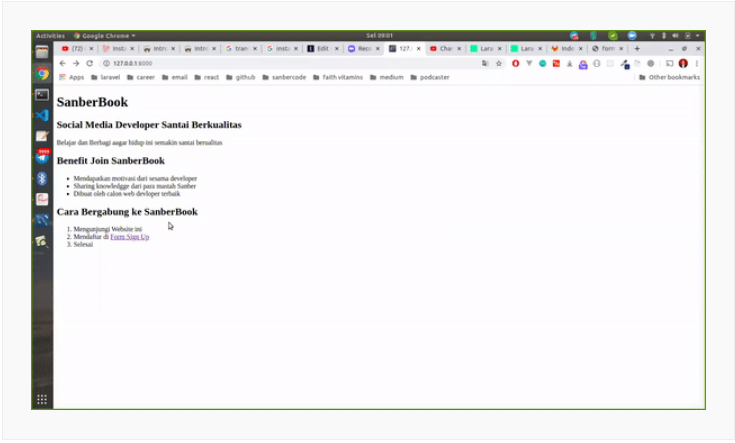 Activities Google Chrome Sel 09:01
(72) Insta Intro Intro tran insta Edit Reco 127. Chan Lara Lara Inde form
127.0.0.1:8000
Apps laravel career email react github sanbercode faith vitamins medium podcaster Other bookmarks
SanberBook
Social Media Developer Santai Berkualitas
Belajar dan Berbagi aagar hidup ini semakin santai berualitas
Benefit Join SanberBook
Mendapatkan motivasi dari sesama developer
Sharing knowledgge dari para mastah Sanber
Dibuat oleh calon web devloper terbaik
Cara Bergabung ke SanberBook
1. Mengunjungi Website ini
2. Mendaftar di Form Sign Up
3. Selesai